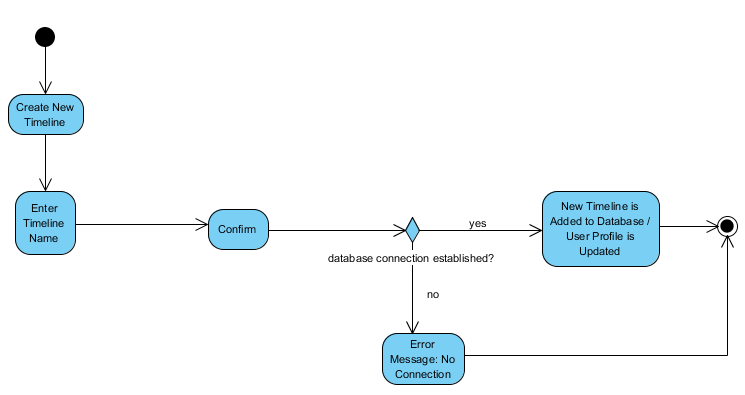 Create New
Timeline
Enter
Timeline
Name
Confirm
database connection established?
yes
no
New Timeline is
Added to Database /
User Profile is
Updated
Error
Message: No
Connection